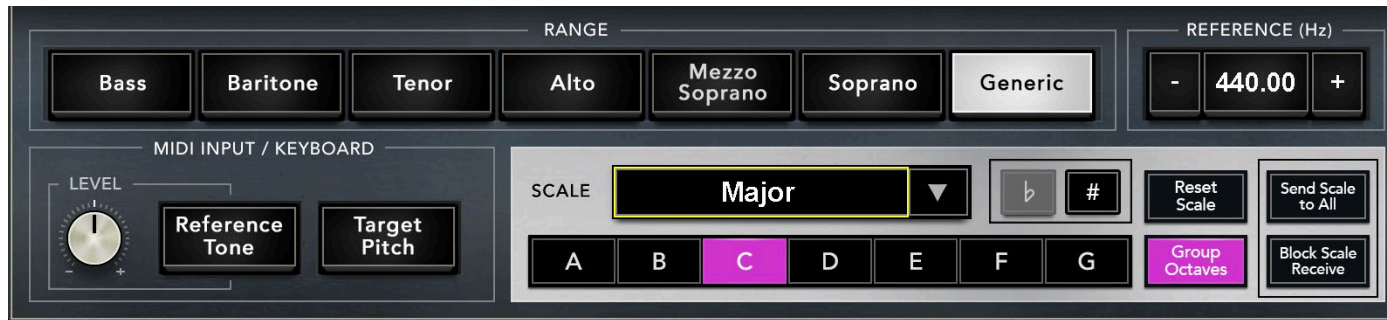 RANGE
REFERENCE (Hz)
Bass
Baritone
Tenor
Alto
Mezzo
Soprano
Soprano
Generic
-
440.00
+
MIDI INPUT / KEYBOARD
LEVEL
- +
Reference
Tone
Target
Pitch
SCALE
Major
▼
♭
#
Reset
Scale
Send Scale
to All
A
B
C
D
E
F
G
Group
Octaves
Block Scale
Receive